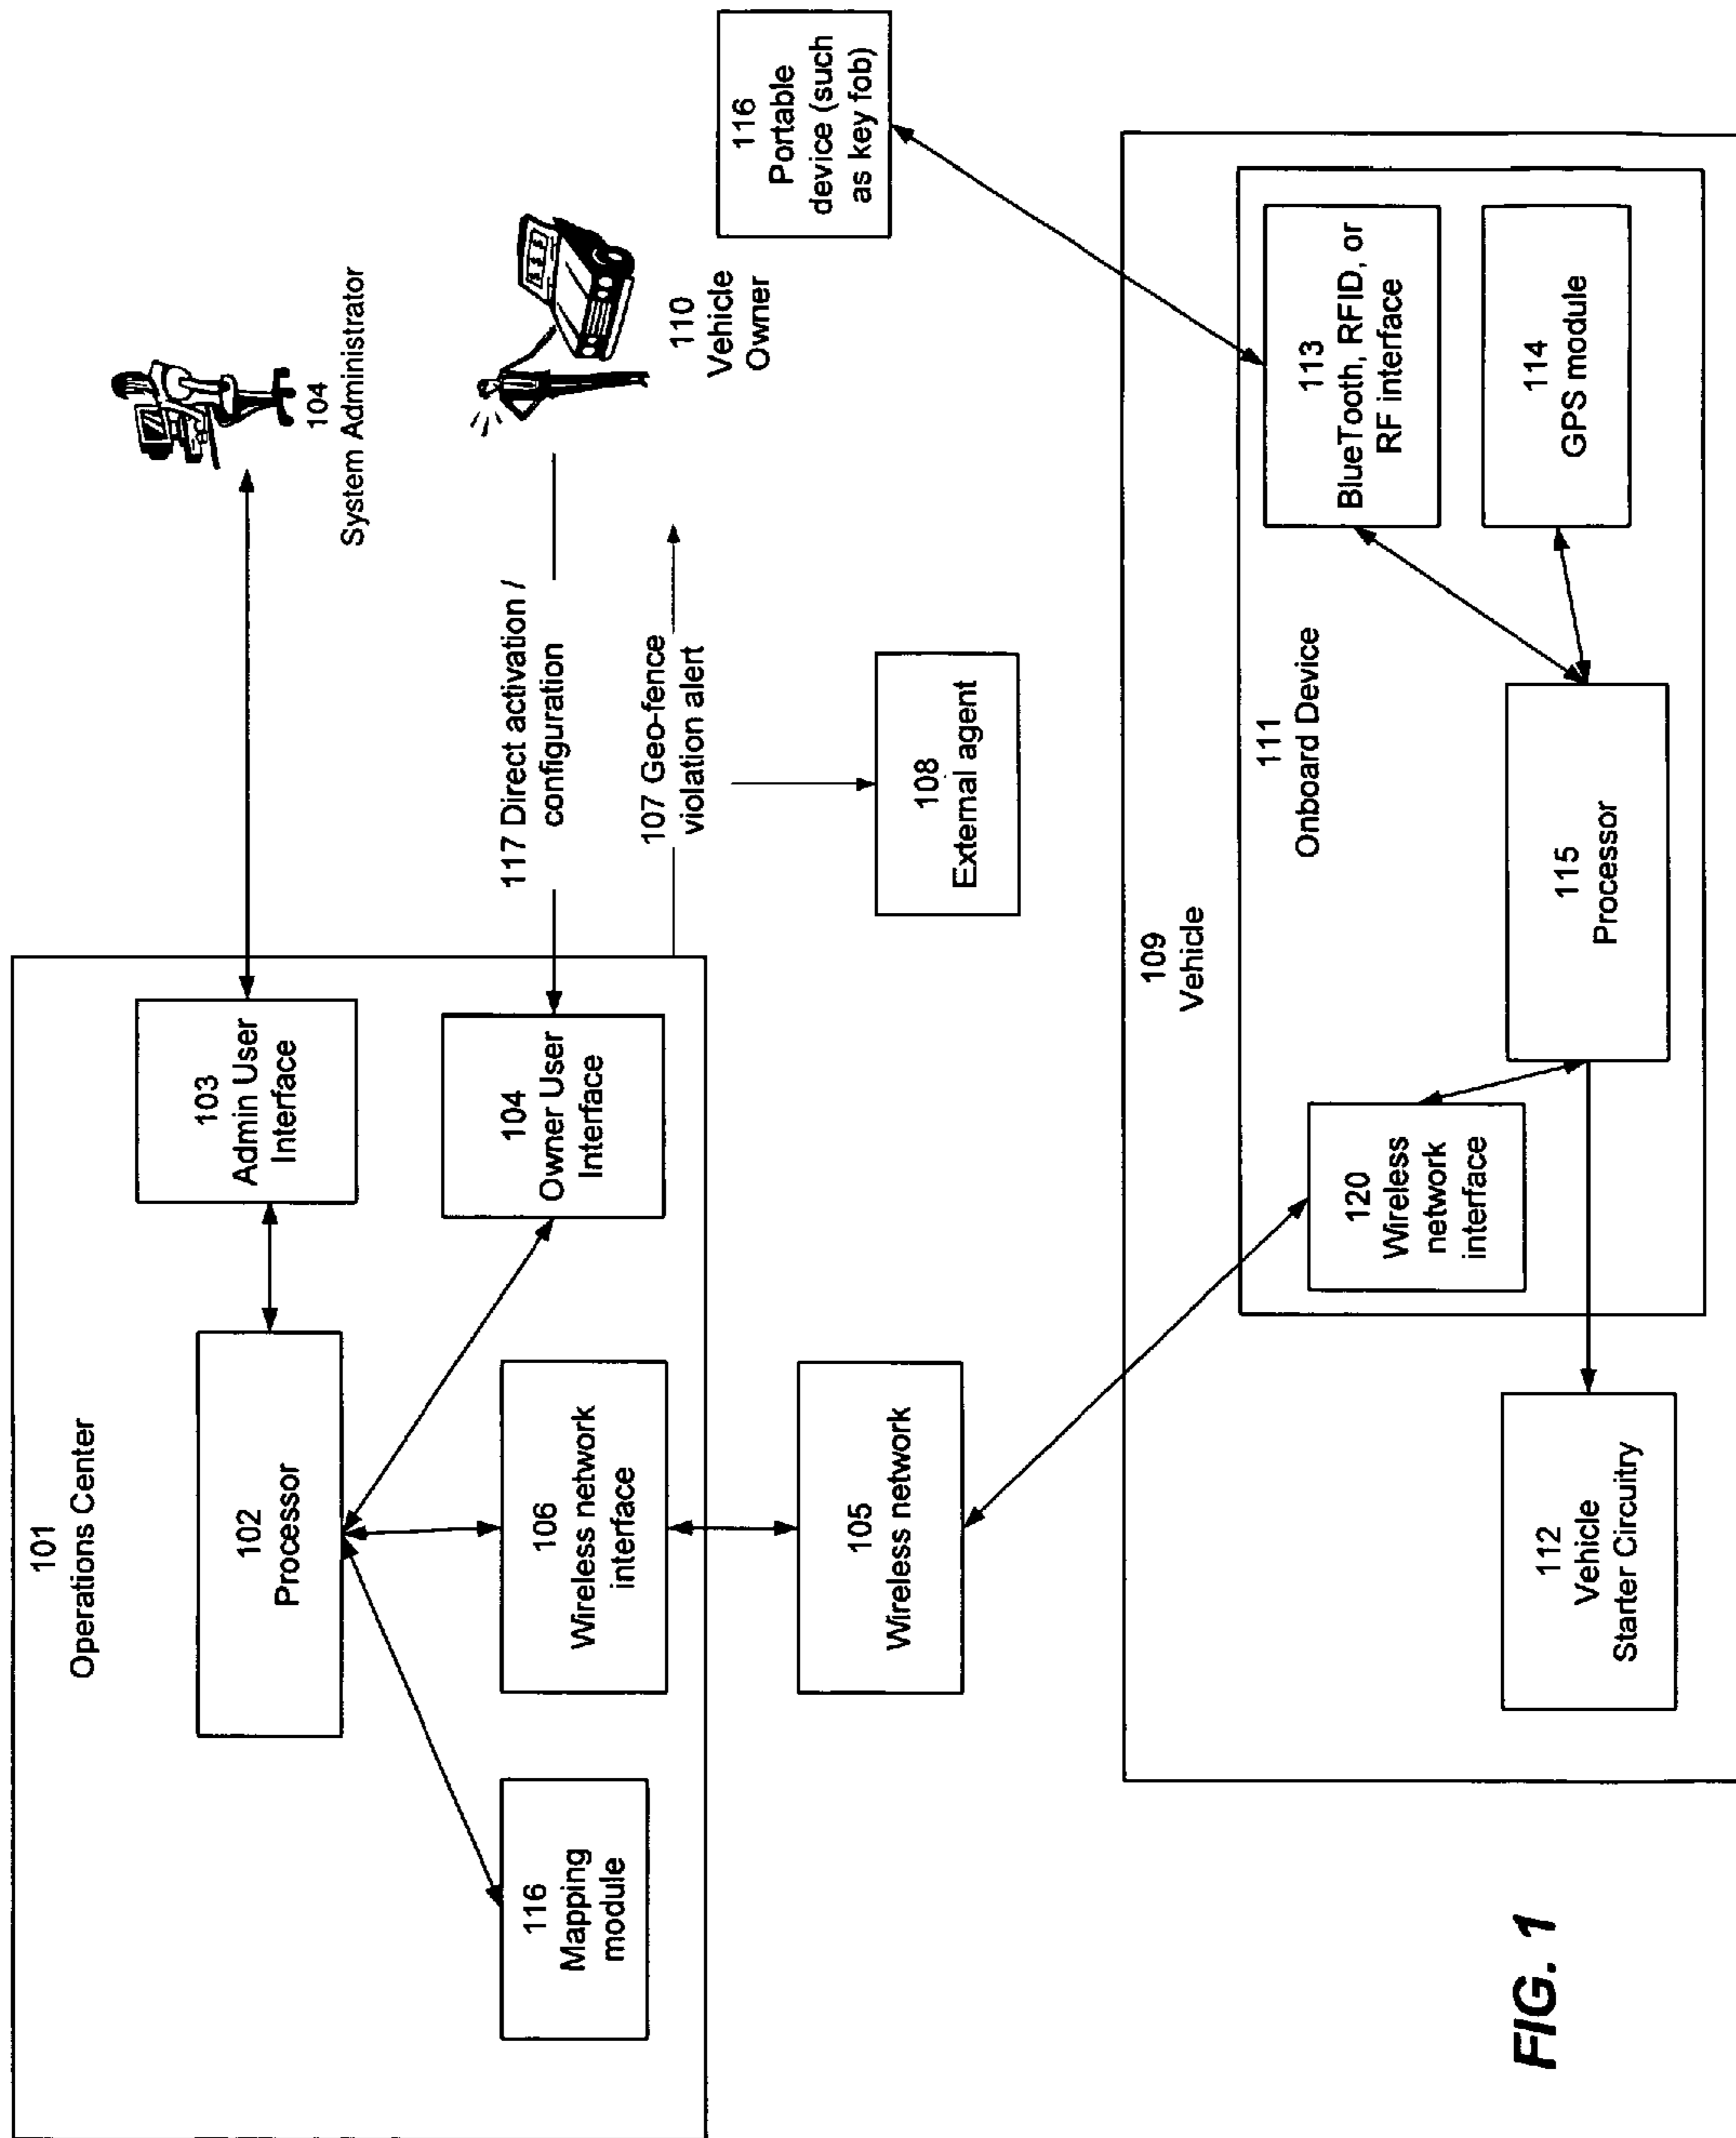 101
Operations Center
102
Processor
103
Admin User
Interface
104
System Administrator
116
Mapping
module
106
Wireless network
interface
104
Owner User
Interface
117 Direct activation /
configuration
110
Vehicle
Owner
107 Geo-fence
violation alert
105
Wireless network
108
External agent
116
Portable
device (such
as key fob)
109
Vehicle
111
Onboard Device
112
Vehicle
Starter Circuitry
120
Wireless
network
interface
115
Processor
113
BlueTooth, RFID, or
RF interface
114
GPS module
FIG. 1